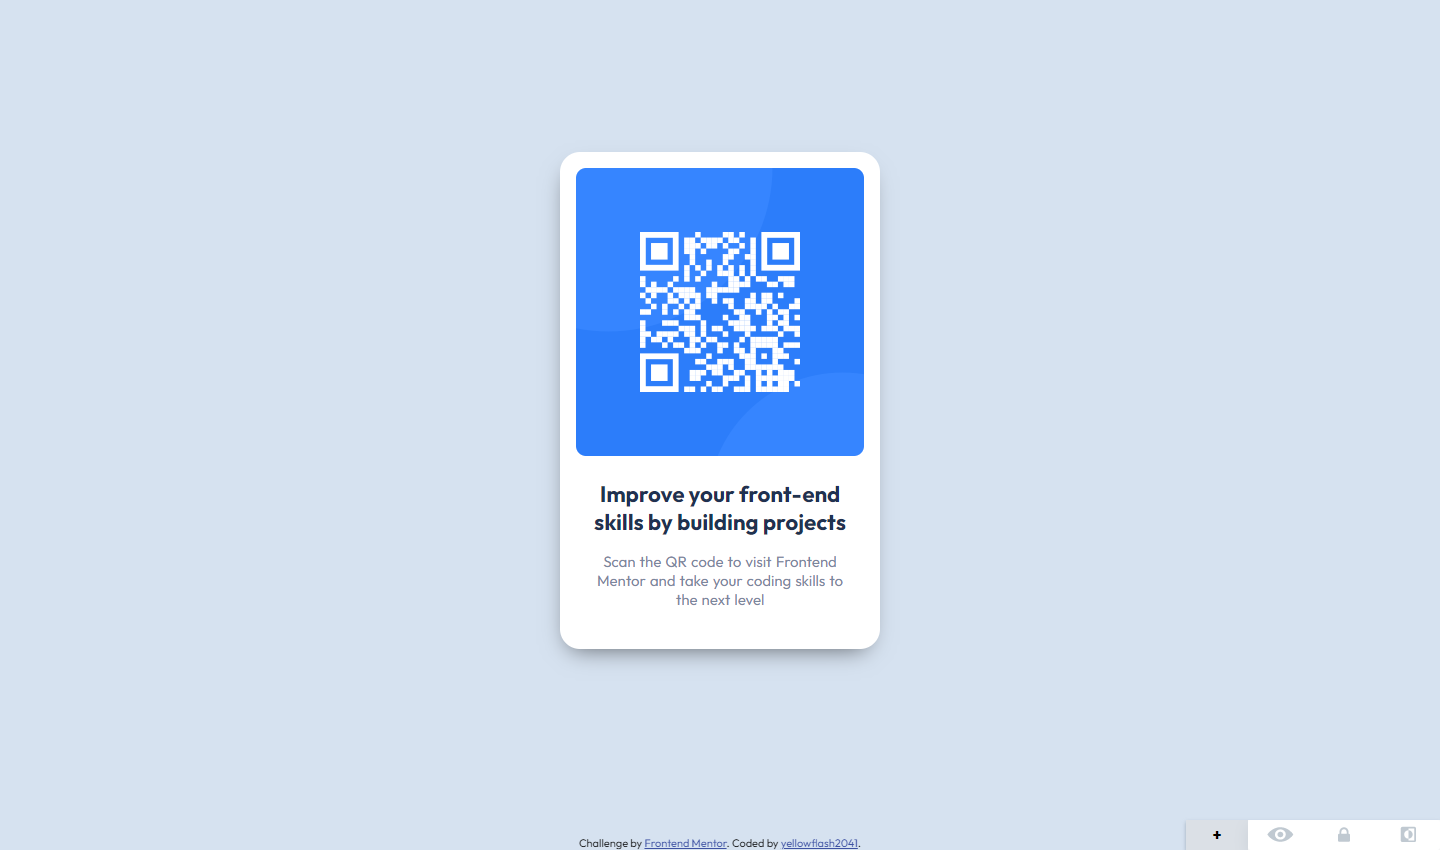 Improve your front-end
skills by building projects
Scan the QR code to visit Frontend
Mentor and take your coding skills to
the next level
Challenge by Frontend Mentor. Coded by yellowflash2041.
+